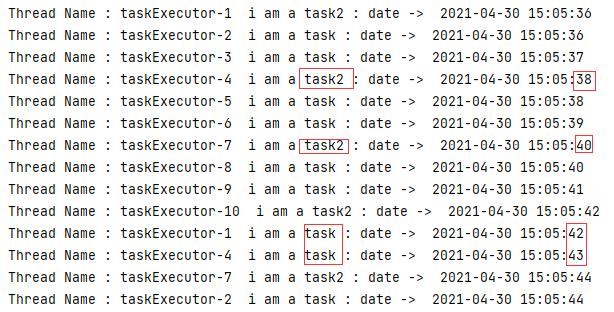 Thread Name : taskExecutor-1  i am a task2 : date ->  2021-04-30 15:05:36
Thread Name : taskExecutor-2  i am a task : date ->  2021-04-30 15:05:36
Thread Name : taskExecutor-3  i am a task : date ->  2021-04-30 15:05:37
Thread Name : taskExecutor-4  i am a task2 : date ->  2021-04-30 15:05:38
Thread Name : taskExecutor-5  i am a task : date ->  2021-04-30 15:05:38
Thread Name : taskExecutor-6  i am a task : date ->  2021-04-30 15:05:39
Thread Name : taskExecutor-7  i am a task2 : date ->  2021-04-30 15:05:40
Thread Name : taskExecutor-8  i am a task : date ->  2021-04-30 15:05:40
Thread Name : taskExecutor-9  i am a task : date ->  2021-04-30 15:05:41
Thread Name : taskExecutor-10  i am a task2 : date ->  2021-04-30 15:05:42
Thread Name : taskExecutor-1  i am a task : date ->  2021-04-30 15:05:42
Thread Name : taskExecutor-4  i am a task : date ->  2021-04-30 15:05:43
Thread Name : taskExecutor-7  i am a task2 : date ->  2021-04-30 15:05:44
Thread Name : taskExecutor-2  i am a task : date ->  2021-04-30 15:05:44